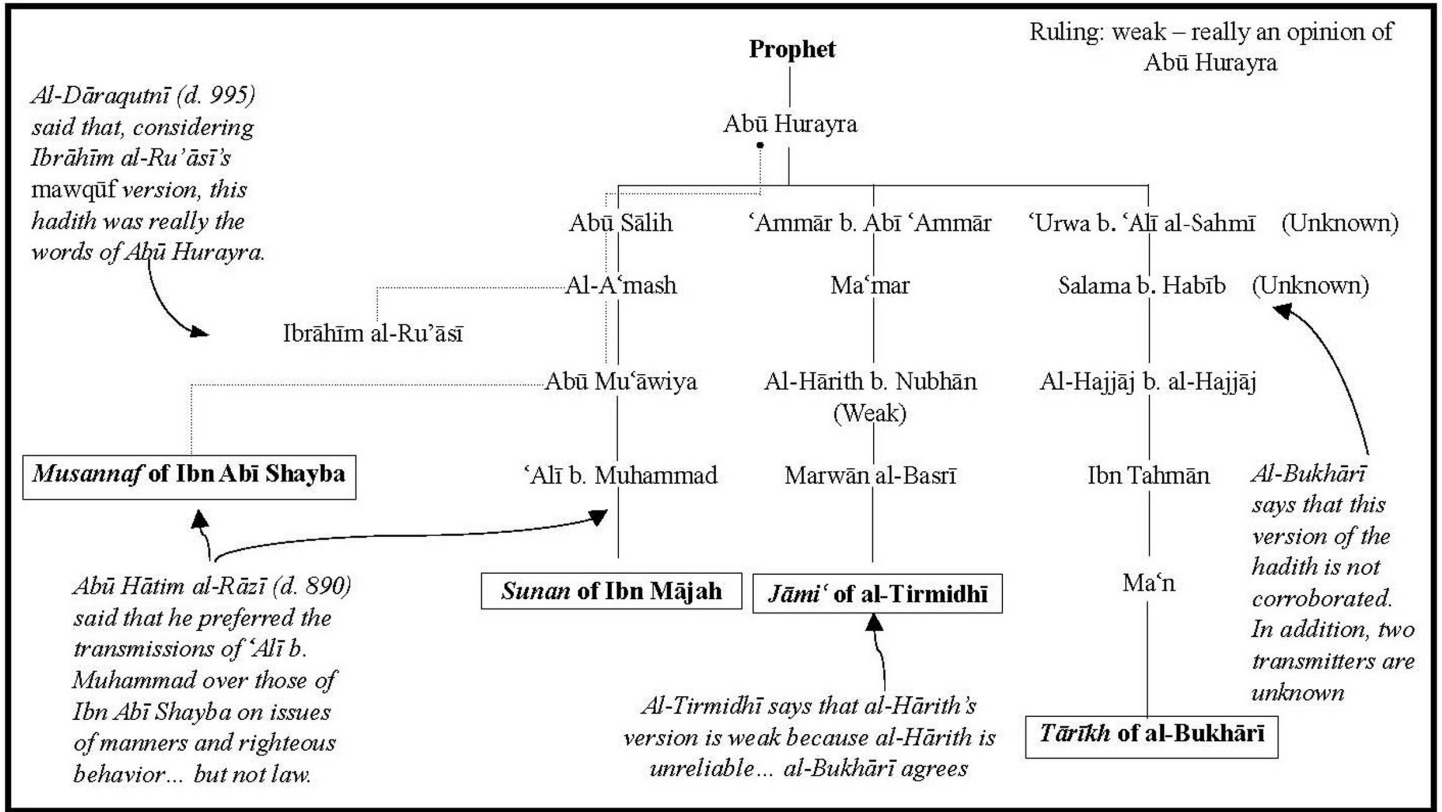 Prophet
Ruling: weak – really an opinion of
Abū Hurayra
Al-Dāraqutnī (d. 995)
said that, considering
Ibrāhīm al-Ru’āsī’s
mawqūf version, this
hadith was really the
words of Abū Hurayra.
Abū Hurayra
Abū Sālih
‘Ammār b. Abī ‘Ammār
‘Urwa b. ‘Alī al-Sahmī (Unknown)
Al-A‘mash
Ma‘mar
Salama b. Habīb (Unknown)
Ibrāhīm al-Ru’āsī
Abū Mu‘āwiya
Al-Hārith b. Nubhān
(Weak)
Al-Hajjāj b. al-Hajjāj
Musannaf of Ibn Abī Shayba
‘Alī b. Muhammad
Marwān al-Basrī
Ibn Tahmān
Al-Bukhārī
says that this
version of the
hadith is not
corroborated.
In addition, two
transmitters are
unknown
Abū Hātim al-Rāzī (d. 890)
said that he preferred the
transmissions of ‘Alī b.
Muhammad over those of
Ibn Abī Shayba on issues
of manners and righteous
behavior… but not law.
Sunan of Ibn Mājah
Jāmi‘ of al-Tirmidhī
Ma‘n
Al-Tirmidhī says that al-Hārith’s
version is weak because al-Hārith is
unreliable… al-Bukhārī agrees
Tārīkh of al-Bukhārī